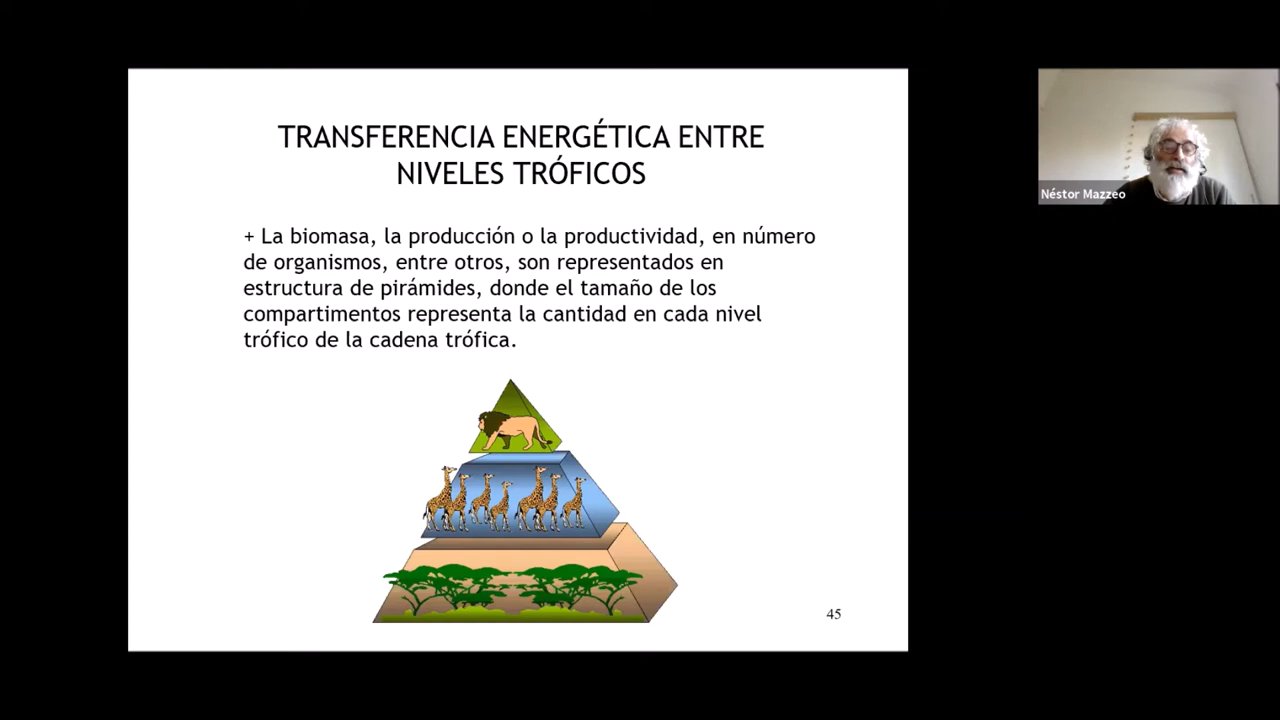 TRANSFERENCIA ENERGÉTICA ENTRE
NIVELES TRÓFICOS
+ La biomasa, la producción o la productividad, en número
de organismos, entre otros, son representados en
estructura de pirámides, donde el tamaño de los
compartimentos representa la cantidad en cada nivel
trófico de la cadena trófica.
45
Néstor Mazzeo